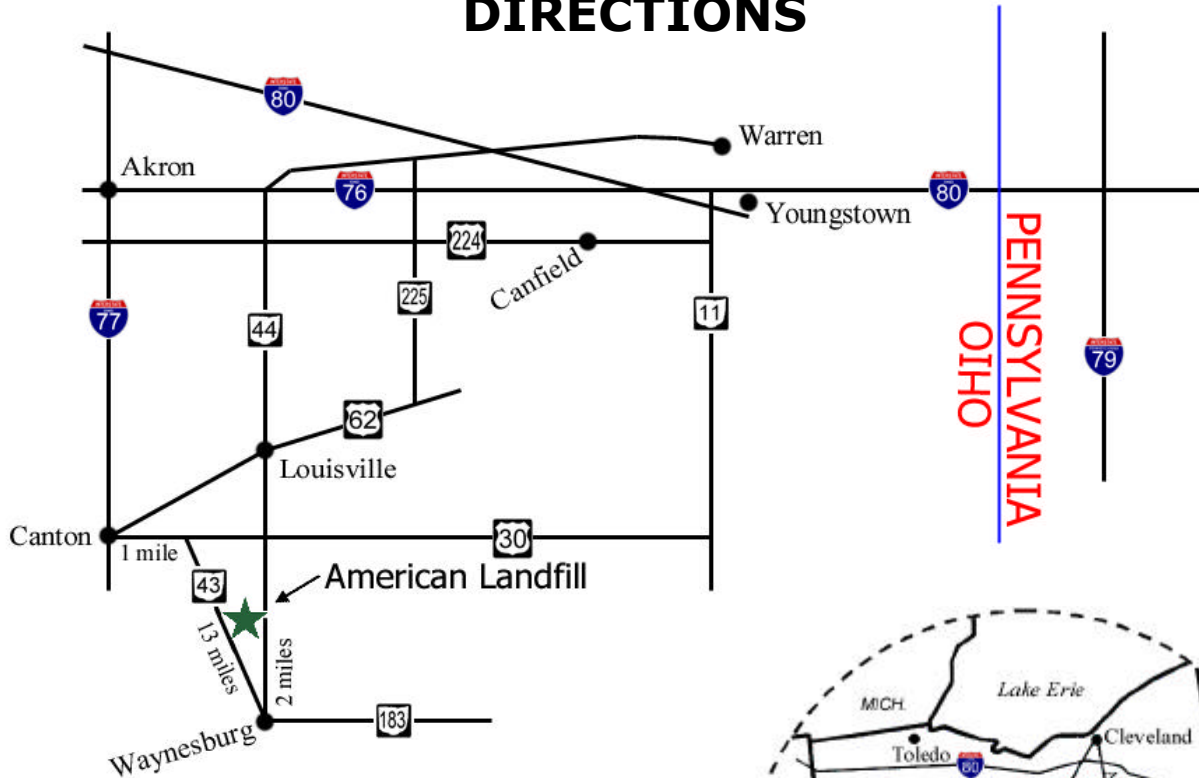 DIRECTIONS
80
Warren
Akron
76
80
Youngstown
224
Canfield
PENNSYLVANIA
OIHO
225
11
77
44
79
62
Louisville
Canton
1 mile
30
43
American Landfill
13 miles
2 miles
183
Waynesburg
Lake Erie
MICH.
Cleveland
Toledo
80